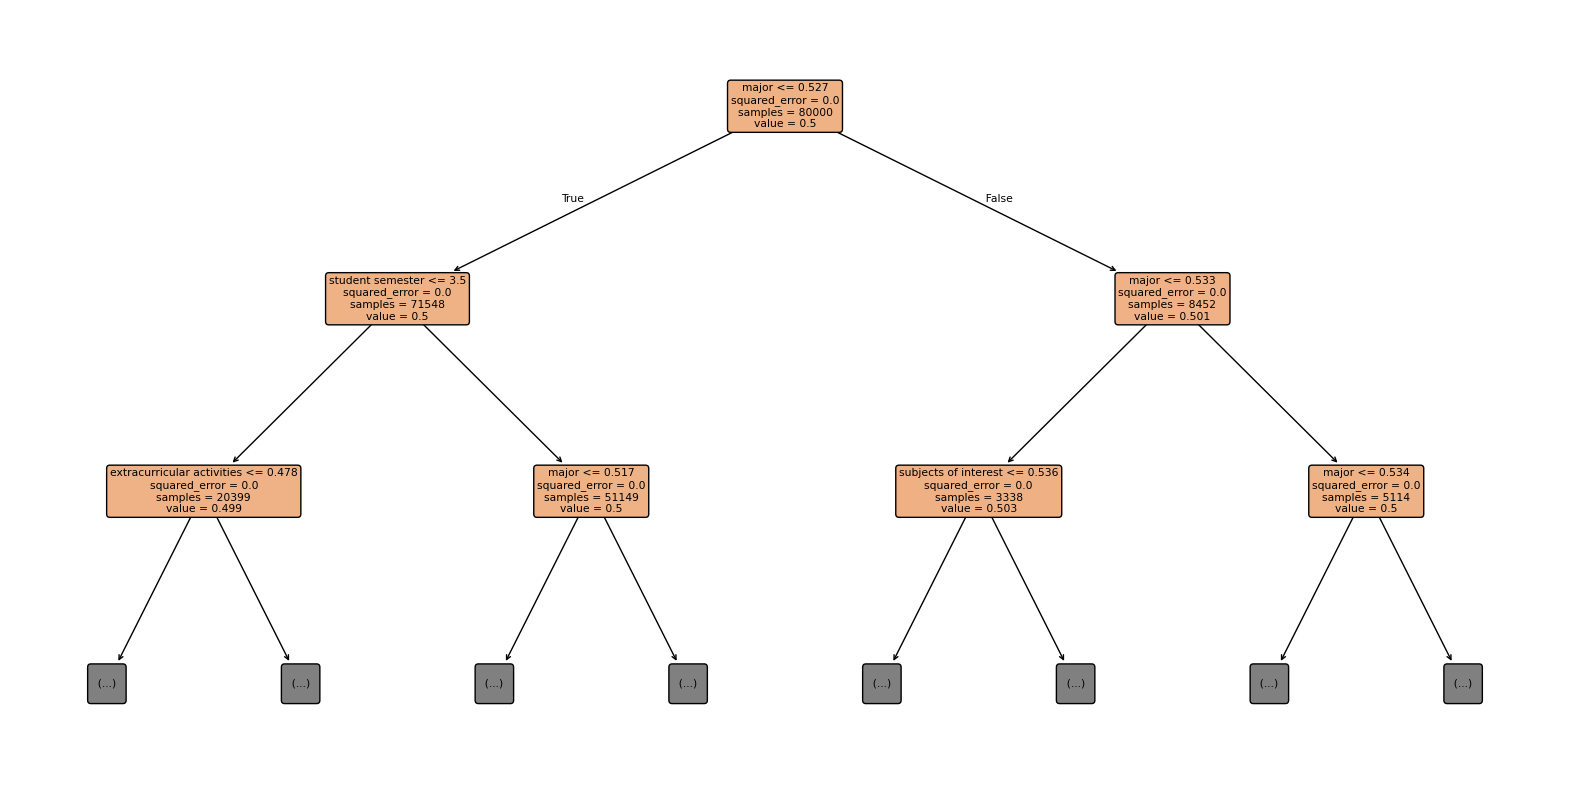 major <= 0.527
squared_error = 0.0
samples = 80000
value = 0.5
True
False
student semester <= 3.5
squared_error = 0.0
samples = 71548
value = 0.5
major <= 0.533
squared_error = 0.0
samples = 8452
value = 0.501
extracurricular activities <= 0.478
squared_error = 0.0
samples = 20399
value = 0.499
major <= 0.517
squared_error = 0.0
samples = 51149
value = 0.5
subjects of interest <= 0.536
squared_error = 0.0
samples = 3338
value = 0.503
major <= 0.534
squared_error = 0.0
samples = 5114
value = 0.5
(...)
(...)
(...)
(...)
(...)
(...)
(...)
(...)